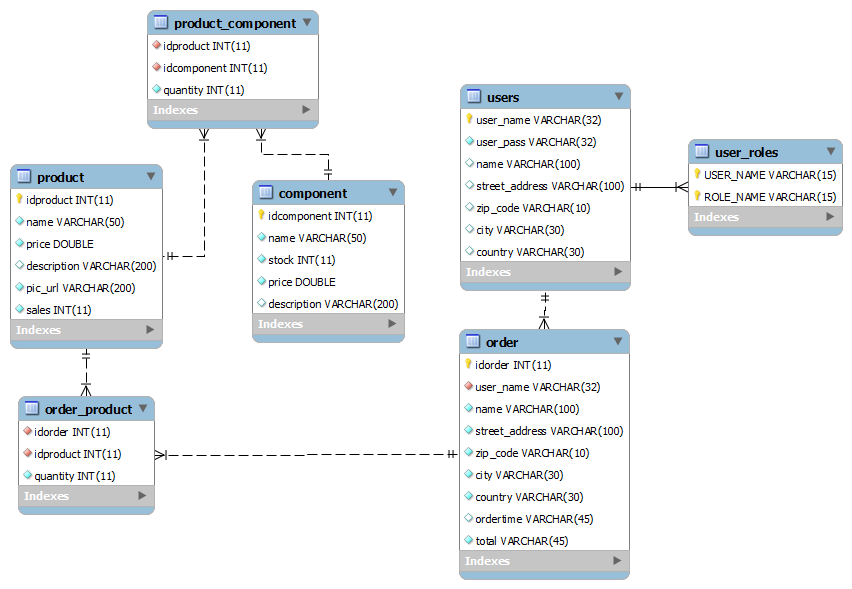 product_component
idproduct INT(11)
idcomponent INT(11)
quantity INT(11)
Indexes
users
user_name VARCHAR(32)
user_pass VARCHAR(32)
name VARCHAR(100)
street_address VARCHAR(100)
zip_code VARCHAR(10)
city VARCHAR(30)
country VARCHAR(30)
Indexes
user_roles
USER_NAME VARCHAR(15)
ROLE_NAME VARCHAR(15)
Indexes
product
idproduct INT(11)
name VARCHAR(50)
price DOUBLE
description VARCHAR(200)
pic_url VARCHAR(200)
sales INT(11)
Indexes
component
idcomponent INT(11)
name VARCHAR(50)
stock INT(11)
price DOUBLE
description VARCHAR(200)
Indexes
order
idorder INT(11)
user_name VARCHAR(32)
name VARCHAR(100)
street_address VARCHAR(100)
zip_code VARCHAR(10)
city VARCHAR(30)
country VARCHAR(30)
ordertime VARCHAR(45)
total VARCHAR(45)
Indexes
order_product
idorder INT(11)
idproduct INT(11)
quantity INT(11)
Indexes